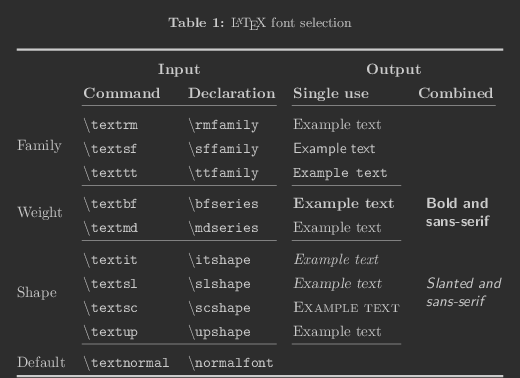 Table 1: LATEX font selection
Input Output
Command Declaration Single use Combined
\textrm \rmfamily Example text
Family \textsf \sffamily Example text
\texttt \ttfamily Example text
Weight \textbf \bfseries Example text Bold and
\textmd \mdseries Example text sans-serif
\textit \itshape Example text
Shape \textsl \slshape Example text Slanted and
\textsc \scshape EXAMPLE TEXT sans-serif
\textup \upshape Example text
Default \textnormal \normalfont